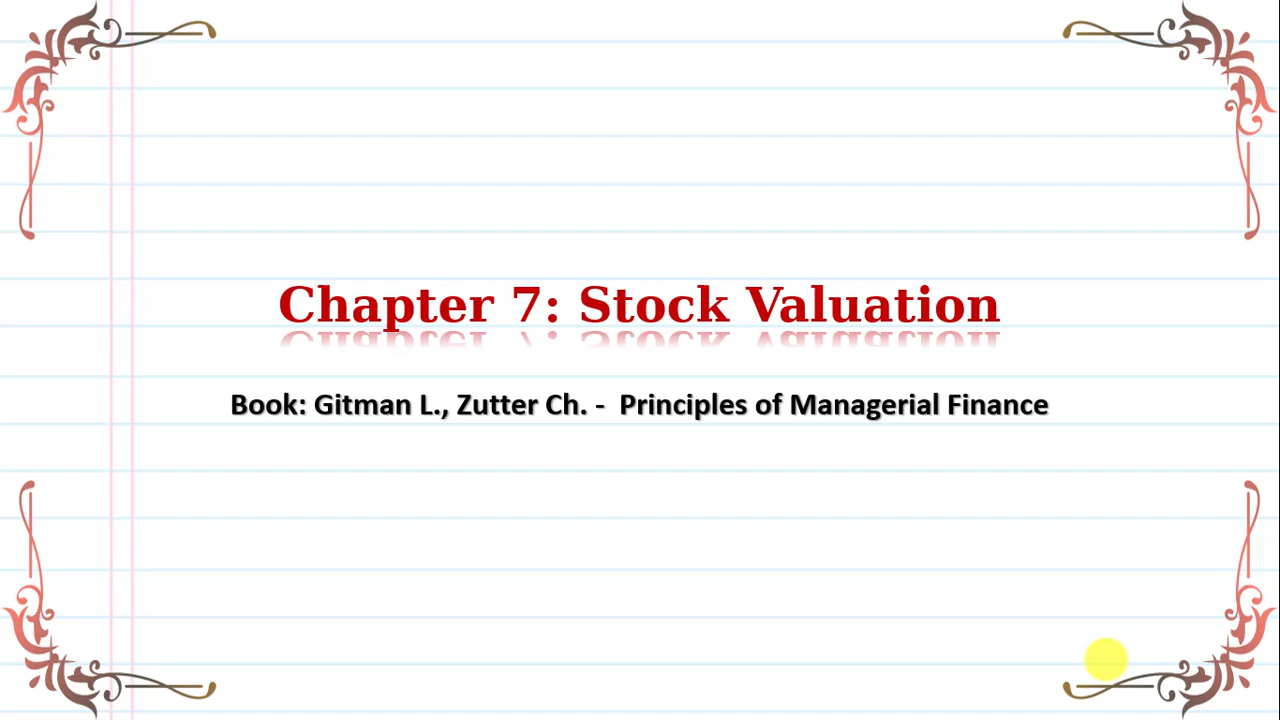 Chapter 7: Stock Valuation
Book: Gitman L., Zutter Ch. - Principles of Managerial Finance